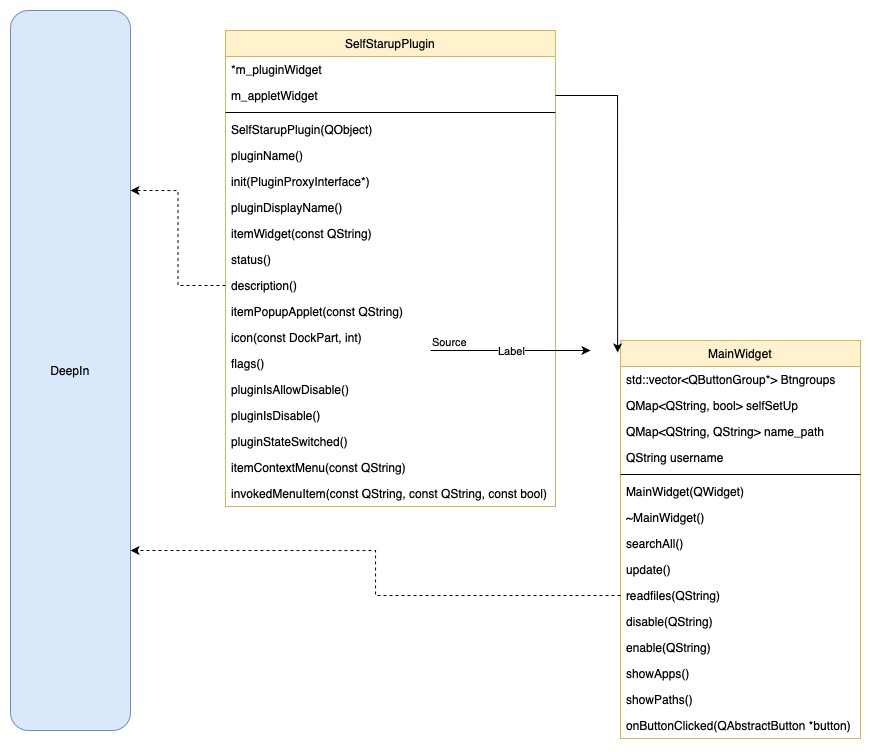 DeepIn
SelfStarupPlugin
*m_pluginWidget
m_appletWidget
SelfStarupPlugin(QObject)
pluginName()
init(PluginProxyInterface*)
pluginDisplayName()
itemWidget(const QString)
status()
description()
itemPopupApplet(const QString)
icon(const DockPart, int)
flags()
pluginIsAllowDisable()
pluginIsDisable()
pluginStateSwitched()
itemContextMenu(const QString)
invokedMenuItem(const QString, const QString, const bool)
Source
Label
MainWidget
std::vector<QButtonGroup*> Btngroups
QMap<QString, bool> selfSetUp
QMap<QString, QString> name_path
QString username
MainWidget(QWidget)
~MainWidget()
searchAll()
update()
readfiles(QString)
disable(QString)
enable(QString)
showApps()
showPaths()
onButtonClicked(QAbstractButton *button)